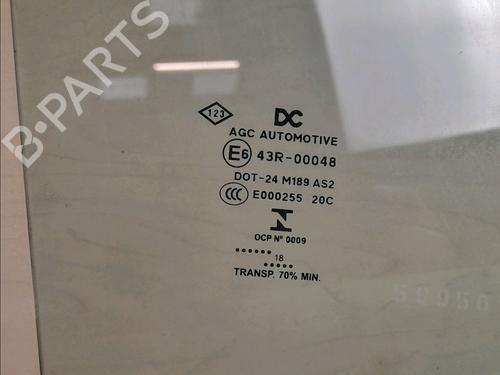 B-PARTS
123
DC
AGC AUTOMOTIVE
E6 43R-00048
DOT-24 M189 AS2
CCC E000255 20C
OCP Nº 0009
...... 18 .....
TRANSP. 70% MIN.